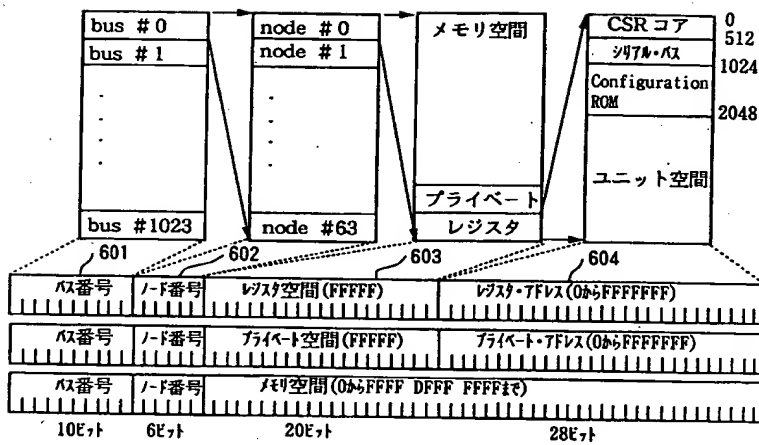 bus #0
bus #1
bus #1023
node #0
node #1
node #63
メモリ空間
プライベート
レジスタ
CSRコア
シリアル・バス
Configuration
ROM
ユニット空間
0
512
1024
2048
601
602
603
604
バス番号 ノード番号 レジスタ空間(FFFFF) レジスタ・アドレス(0からFFFFFFF)
バス番号 ノード番号 プライベート空間(FFFFF) プライベート・アドレス(0からFFFFFFF)
バス番号 ノード番号 メモリ空間(0からFFFF DFFF FFFFまで)
10ビット 6ビット 20ビット 28ビット